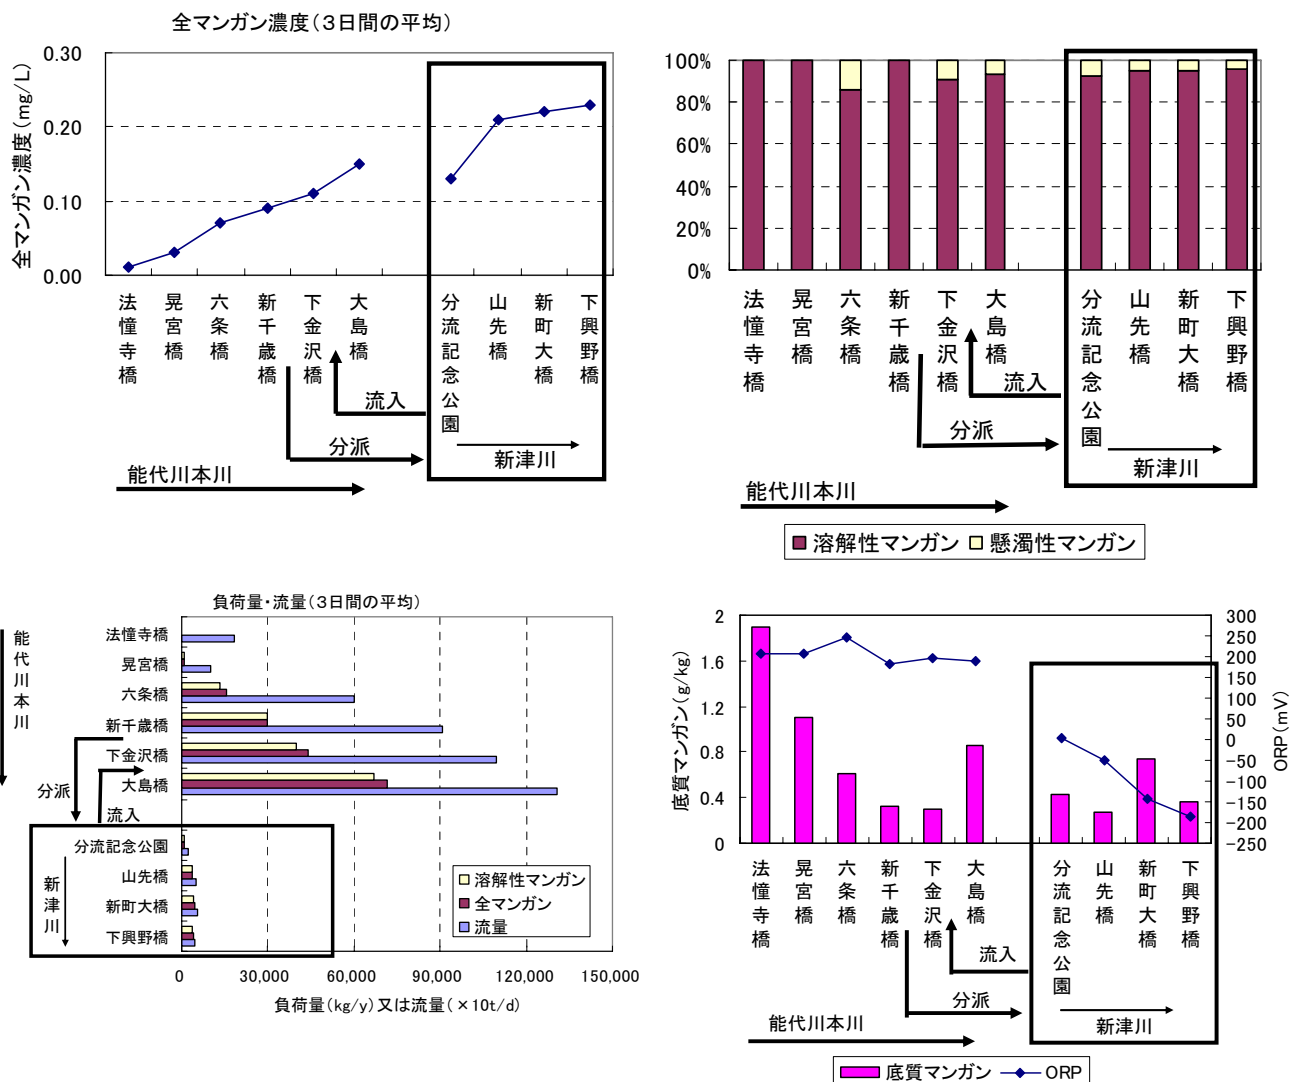 全マンガン濃度(3日間の平均)
全マンガン濃度(mg/L)
0.30
0.20
0.10
0.00
法憧寺橋
晃宮橋
六条橋
新千歳橋
下金沢橋
大島橋
分流記念公園
山先橋
新町大橋
下興野橋
流入
分派
新津川
能代川本川
100%
80%
60%
40%
20%
0%
法憧寺橋
晃宮橋
六条橋
新千歳橋
下金沢橋
大島橋
分流記念公園
山先橋
新町大橋
下興野橋
流入
分派
新津川
能代川本川
溶解性マンガン 懸濁性マンガン
負荷量・流量(3日間の平均)
能代川本川
法憧寺橋
晃宮橋
六条橋
新千歳橋
下金沢橋
大島橋
分派
流入
分流記念公園
山先橋
新町大橋
下興野橋
新津川
溶解性マンガン
全マンガン
流量
0 30,000 60,000 90,000 120,000 150,000
負荷量(kg/y)又は流量(×10t/d)
底質マンガン(g/kg)
2
1.6
1.2
0.8
0.4
0
300
250
200
150
100
50
0
-50
-100
-150
-200
-250
ORP(mV)
法憧寺橋
晃宮橋
六条橋
新千歳橋
下金沢橋
大島橋
分流記念公園
山先橋
新町大橋
下興野橋
流入
分派
新津川
能代川本川
底質マンガン ORP